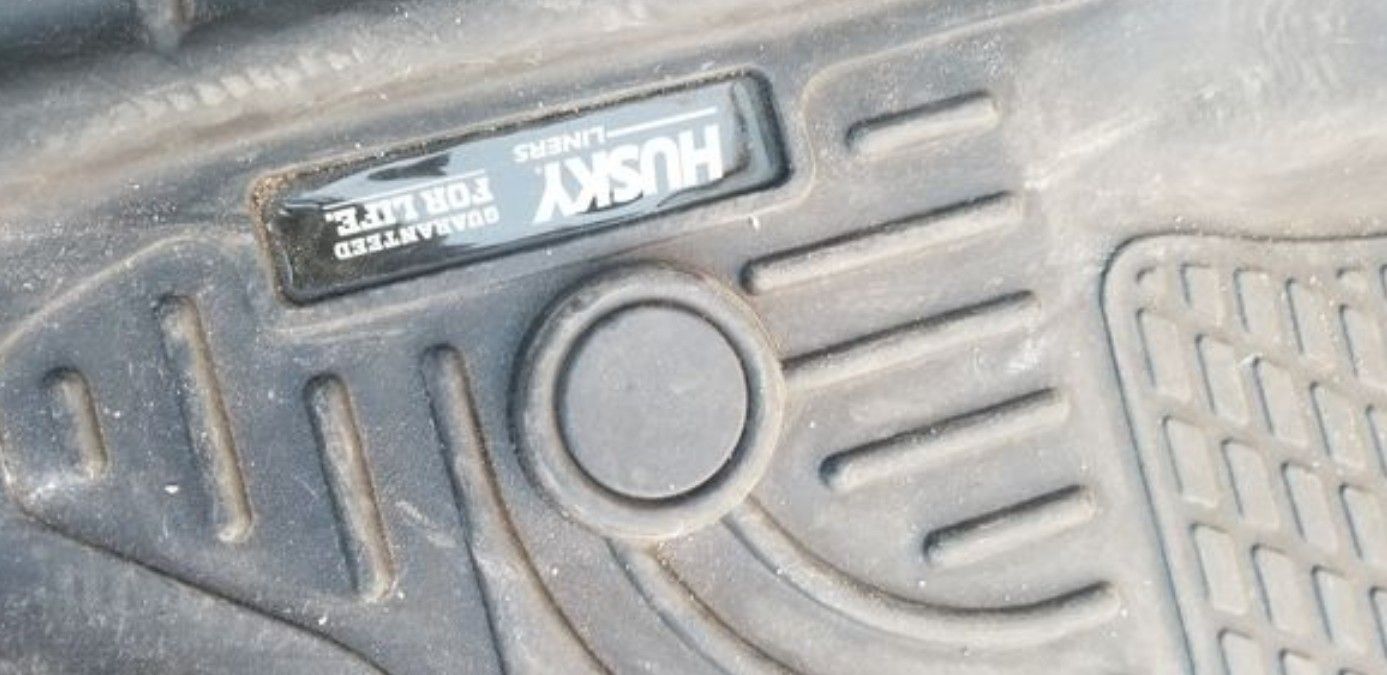 HUSKY
LINERS
GUARANTEED
FOR LIFE.